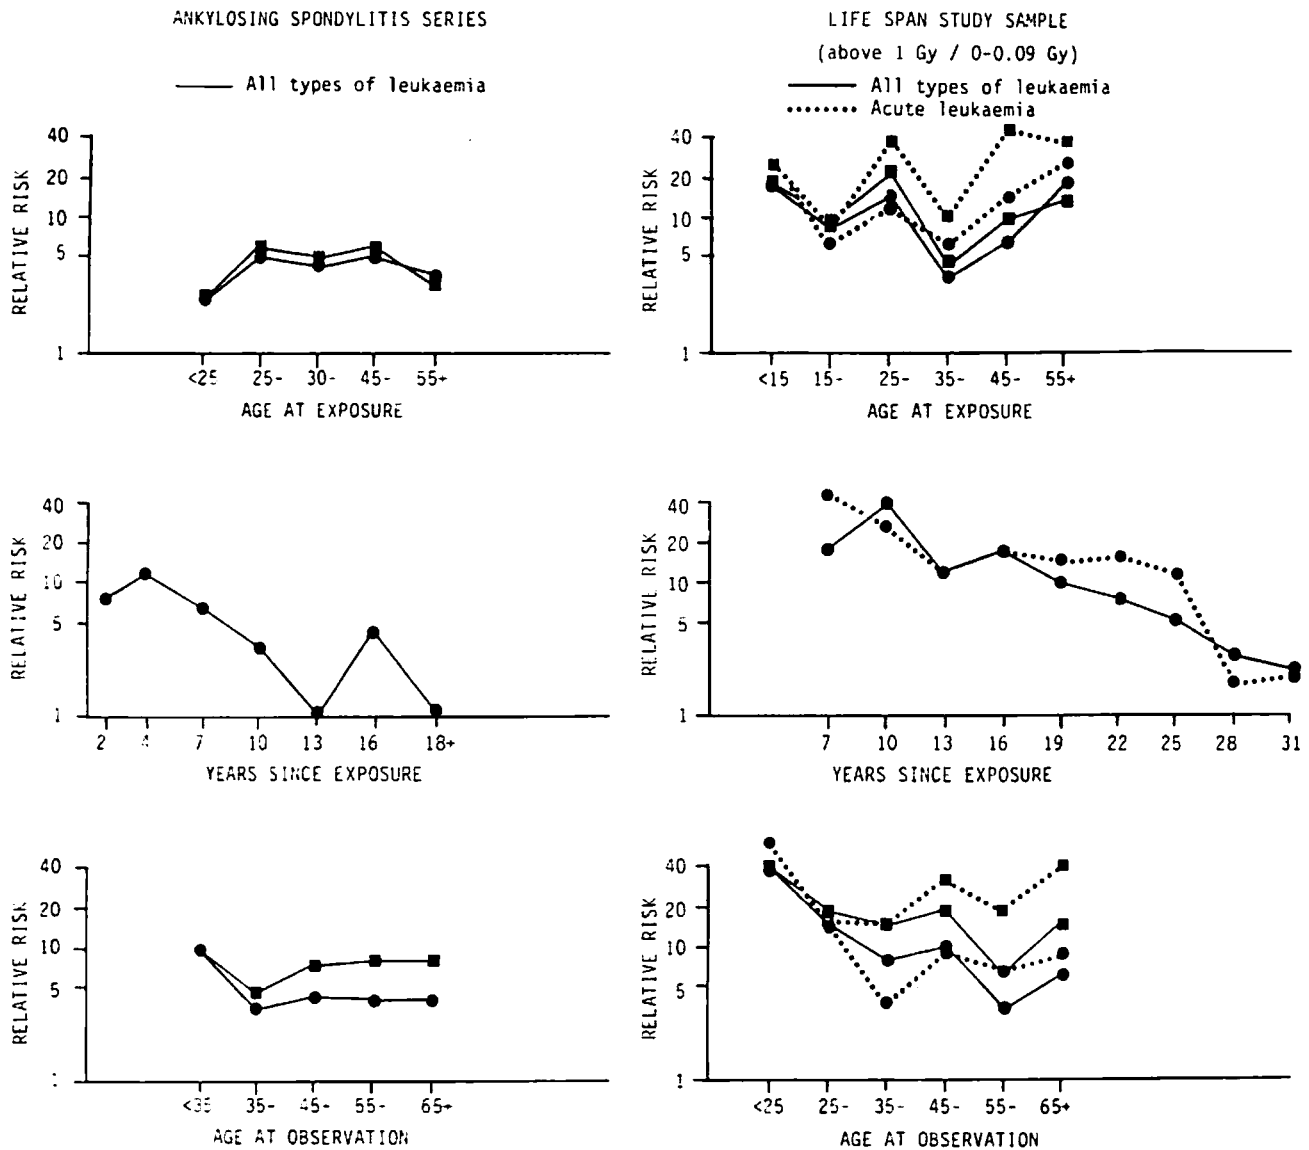 ANKYLOSING SPONDYLITIS SERIES
All types of leukaemia
RELATIVE RISK
40
20
10
5
1
<25 25- 30- 45- 55+
AGE AT EXPOSURE
LIFE SPAN STUDY SAMPLE
(above 1 Gy / 0-0.09 Gy)
All types of leukaemia
Acute leukaemia
RELATIVE RISK
40
20
10
5
1
<15 15- 25- 35- 45- 55+
AGE AT EXPOSURE
RELATIVE RISK
40
20
10
5
1
2 4 7 10 13 16 18+
YEARS SINCE EXPOSURE
RELATIVE RISK
40
20
10
5
1
7 10 13 16 19 22 25 28 31
YEARS SINCE EXPOSURE
RELATIVE RISK
40
20
10
5
1
<35 35- 45- 55- 65+
AGE AT OBSERVATION
RELATIVE RISK
40
20
10
5
1
<25 25- 35- 45- 55- 65+
AGE AT OBSERVATION